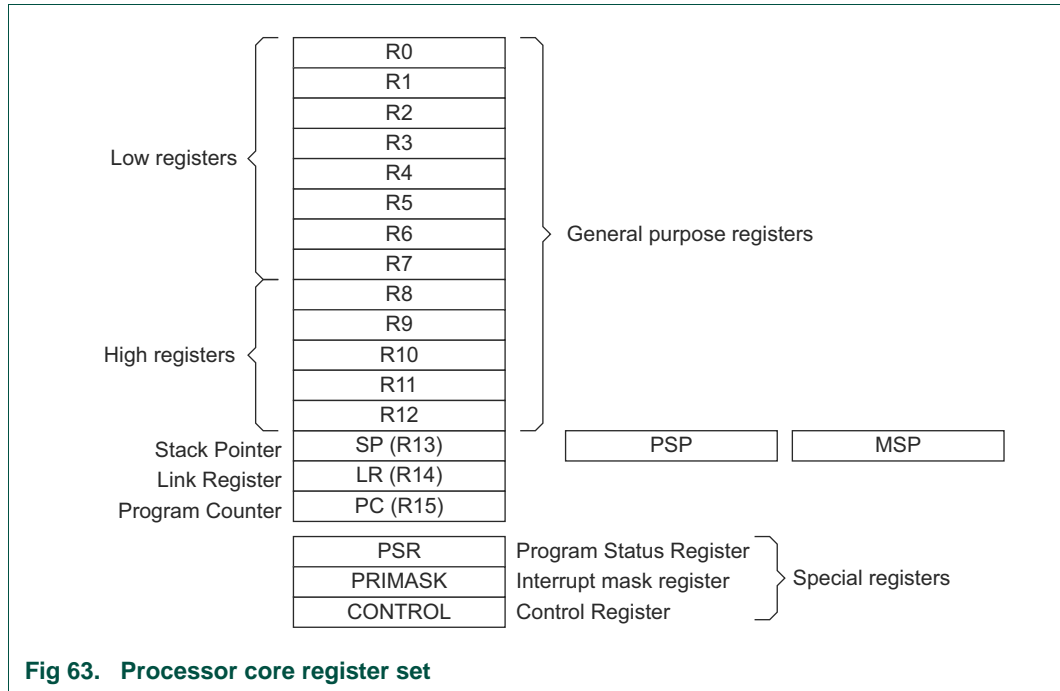 R0
R1
R2
R3
Low registers
R4
R5
R6
General purpose registers
R7
R8
R9
High registers
R10
R11
R12
Stack Pointer SP (R13) PSP MSP
Link Register LR (R14)
Program Counter PC (R15)
PSR Program Status Register
PRIMASK Interrupt mask register Special registers
CONTROL Control Register
Fig 63. Processor core register set